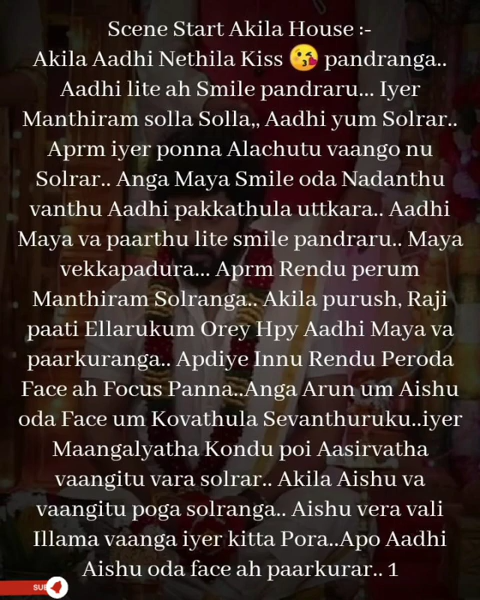 Scene Start Akila House :-
Akila Aadhi Nethila Kiss 😘 pandranga..
Aadhi lite ah Smile pandraru... Iyer
Manthiram solla Solla,, Aadhi yum Solrar..
Aprm iyer ponna Alachutu vaango nu
Solrar.. Anga Maya Smile oda Nadanthu
vanthu Aadhi pakkathula uttkara.. Aadhi
Maya va paarthu lite smile pandraru.. Maya
vekkapadura... Aprm Rendu perum
Manthiram Solranga.. Akila purush, Raji
paati Ellarukum Orey Hpy Aadhi Maya va
paarkuranga.. Apdiye Innu Rendu Peroda
Face ah Focus Panna..Anga Arun um Aishu
oda Face um Kovathula Sevanthuruku..iyer
Maangalyatha Kondu poi Aasirvatha
vaangitu vara solrar.. Akila Aishu va
vaangitu poga solranga.. Aishu vera vali
Illama vaanga iyer kitta Pora..Apo Aadhi
Aishu oda face ah paarkurar.. 1
SUB